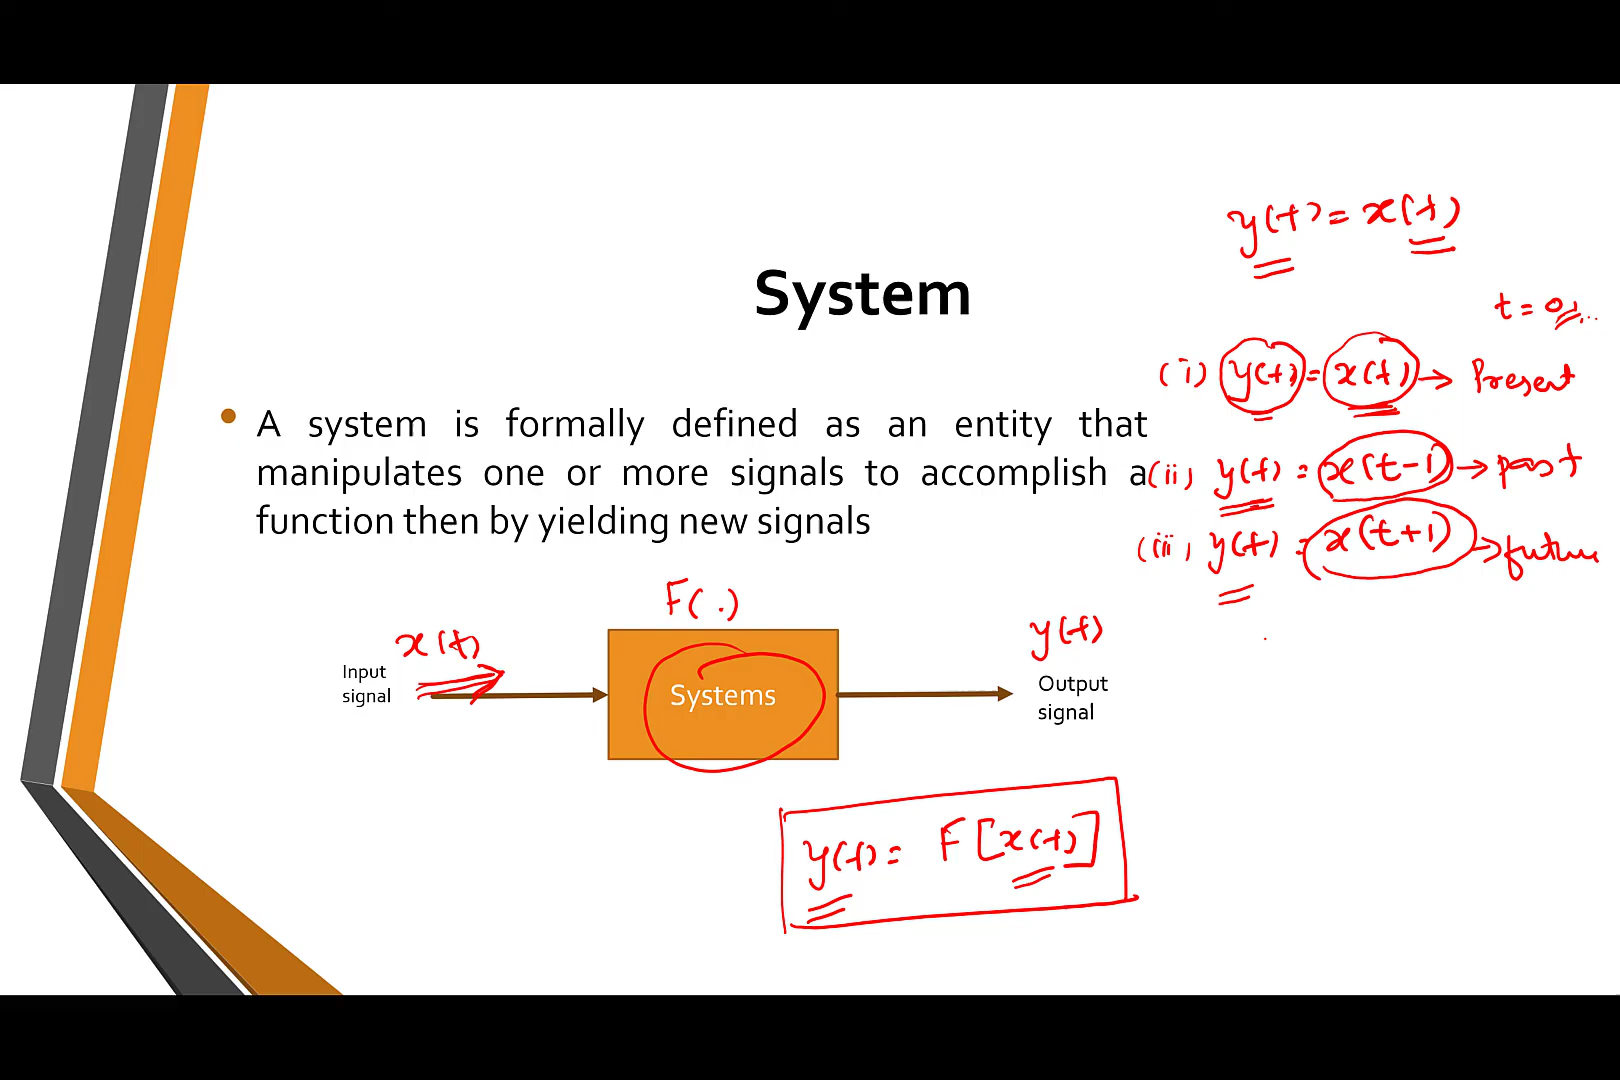 y(t) = x(t)
System
t = 0,1,...
(i) y(t) = x(t) → Present
A system is formally defined as an entity that
manipulates one or more signals to accomplish a
function then by yielding new signals
(ii) y(t) = x(t-1) → past
(iii) y(t) = x(t+1) → future
F(.)
x(t)
y(t)
Input
signal
Systems
Output
signal
y(t) = F[x(t)]